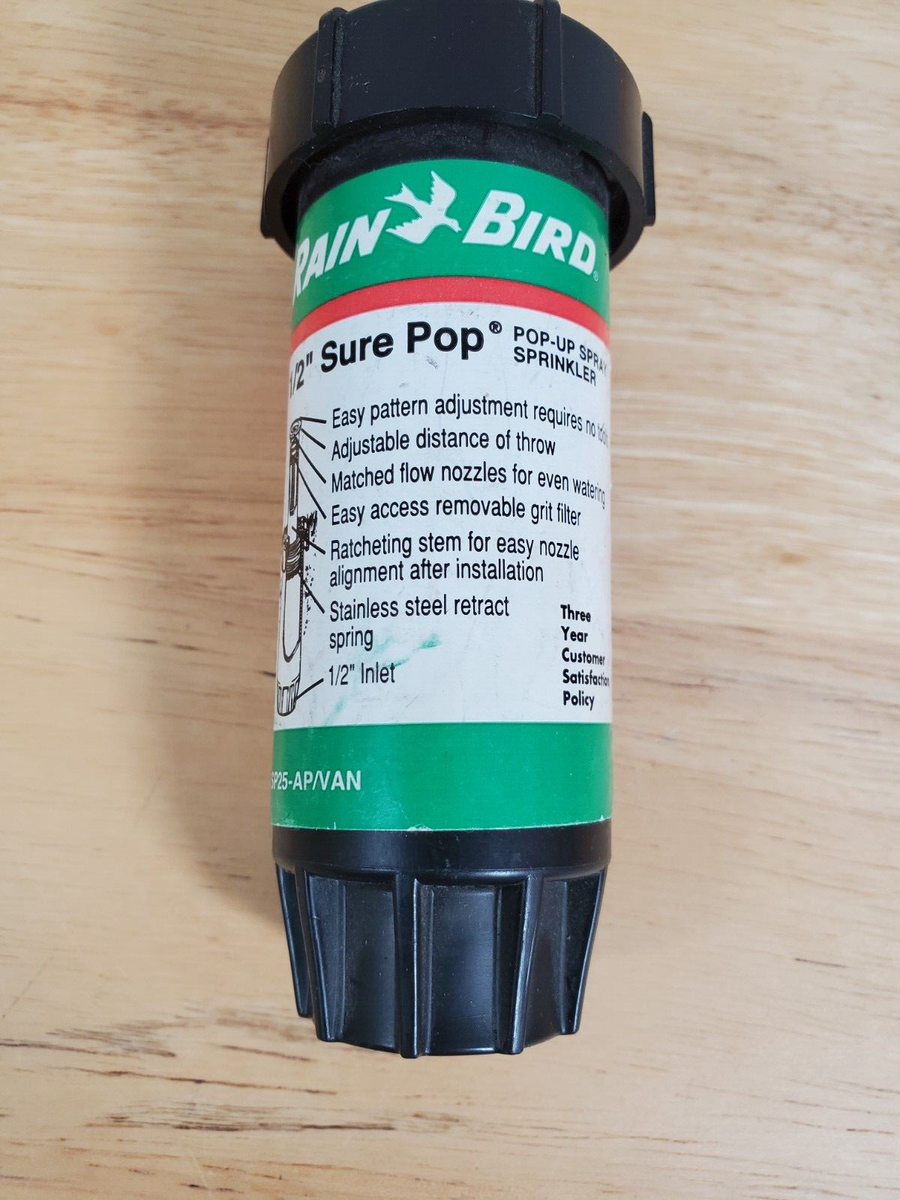 RAIN BIRD®
1/2" Sure Pop®
POP-UP SPRAY
SPRINKLER
Easy pattern adjustment requires no tools
Adjustable distance of throw
Matched flow nozzles for even watering
Easy access removable grit filter
Ratcheting stem for easy nozzle
alignment after installation
Stainless steel retract
spring
1/2" Inlet
Three
Year
Customer
Satisfaction
Policy
SP25-AP/VAN